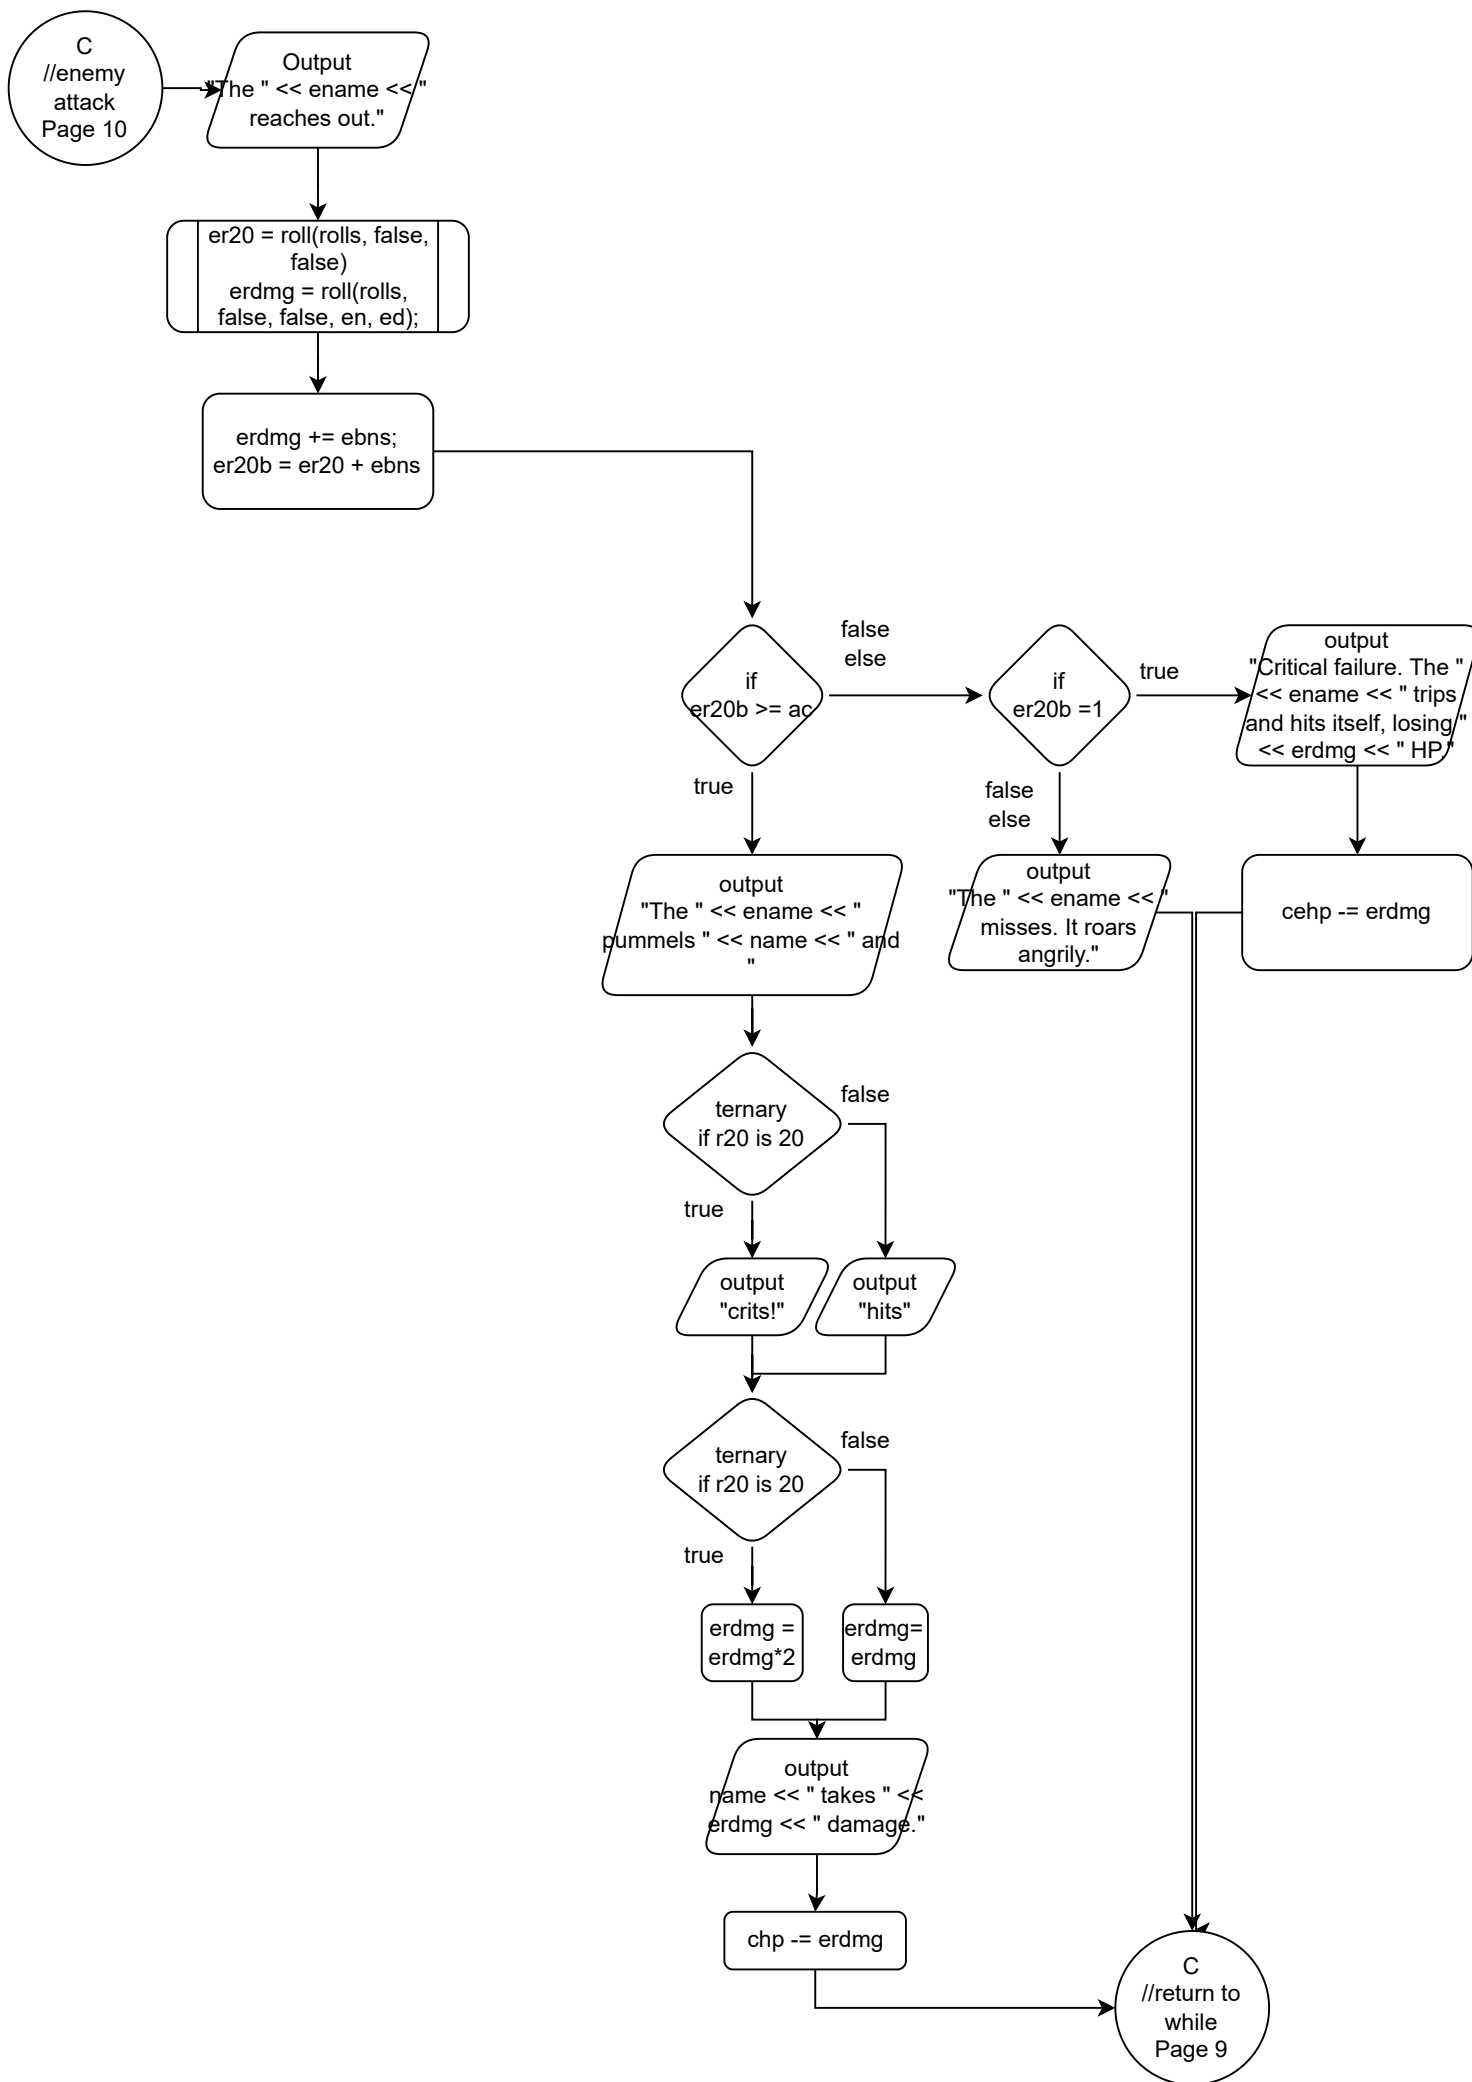 C
//enemy
attack
Page 10
Output
"The " << ename << "
reaches out."
er20 = roll(rolls, false,
false)
erdmg = roll(rolls,
false, false, en, ed);
erdmg += ebns;
er20b = er20 + ebns
if
er20b >= ac
false
else
if
er20b =1
true
output
"Critical failure. The "
<< ename << " trips
and hits itself, losing "
<< erdmg << " HP."
true
false
else
output
"The " << ename << "
pummels " << name << " and
"
output
"The " << ename << "
misses. It roars
angrily."
cehp -= erdmg
ternary
if r20 is 20
false
true
output
"crits!"
output
"hits"
ternary
if r20 is 20
false
true
erdmg =
erdmg*2
erdmg=
erdmg
output
name << " takes " <<
erdmg << " damage."
chp -= erdmg
C
//return to
while
Page 9